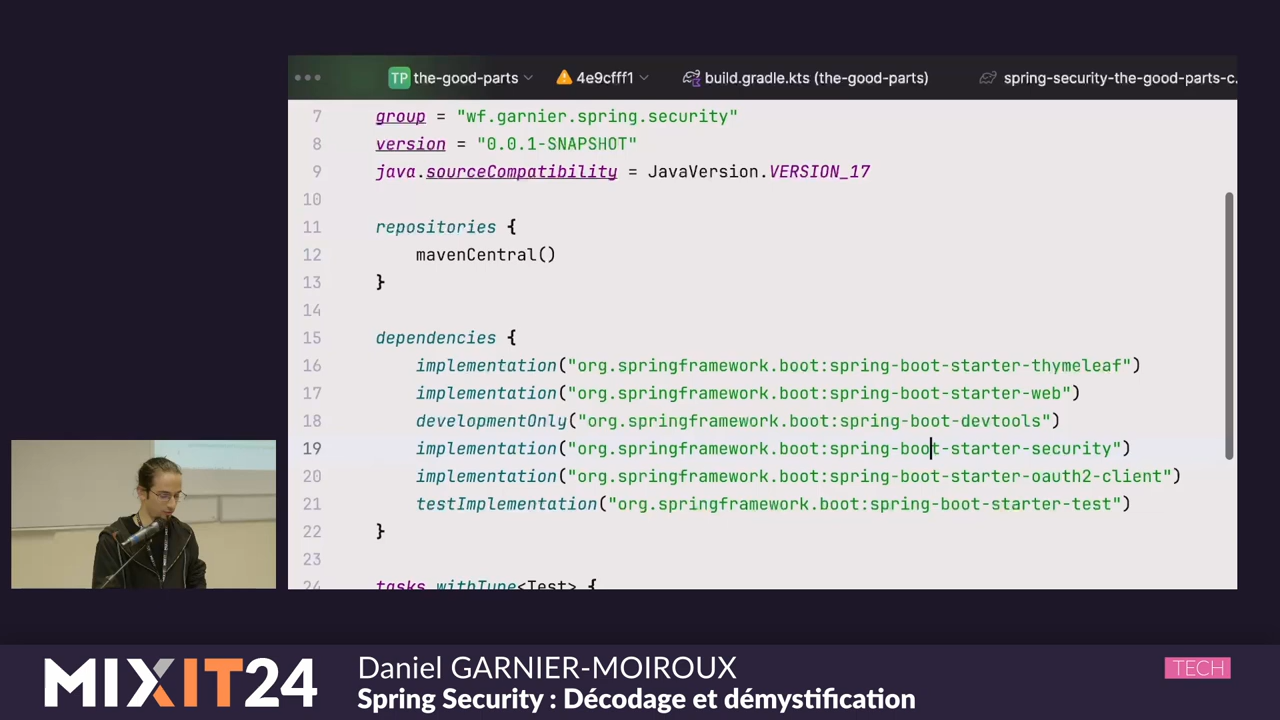 TP the-good-parts 4e9cfff1 build.gradle.kts (the-good-parts) spring-security-the-good-parts-c.
7 group = "wf.garnier.spring.security"
8 version = "0.0.1-SNAPSHOT"
9 java.sourceCompatibility = JavaVersion.VERSION_17
10
11 repositories {
12 mavenCentral()
13 }
14
15 dependencies {
16 implementation("org.springframework.boot:spring-boot-starter-thymeleaf")
17 implementation("org.springframework.boot:spring-boot-starter-web")
18 developmentOnly("org.springframework.boot:spring-boot-devtools")
19 implementation("org.springframework.boot:spring-boot-starter-security")
20 implementation("org.springframework.boot:spring-boot-starter-oauth2-client")
21 testImplementation("org.springframework.boot:spring-boot-starter-test")
22 }
23
24 tasks.withType<Test> {
MIXIT24
Daniel GARNIER-MOIROUX
Spring Security : Décodage et démystification
TECH